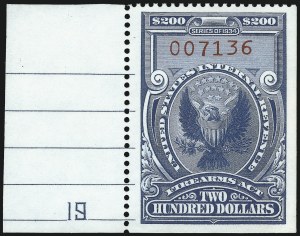 $200 $200
SERIES OF 1934
007136
UNITED STATES INTERNAL REVENUE
FIREARMS ACT
TWO
HUNDRED DOLLARS
19